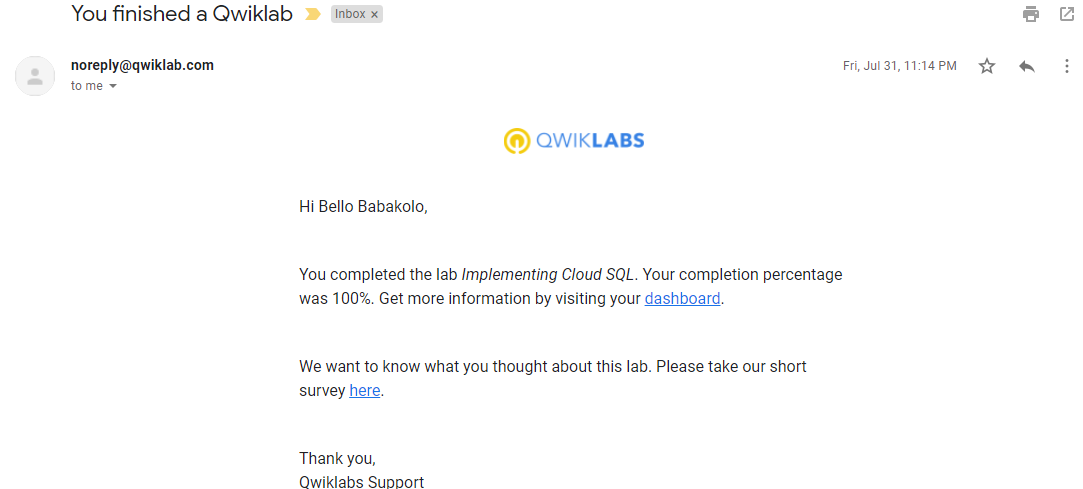 You finished a Qwiklab
Inbox x
noreply@qwiklab.com
Fri, Jul 31, 11:14 PM
to me
QWIKLABS
Hi Bello Babakolo,
You completed the lab Implementing Cloud SQL. Your completion percentage
was 100%. Get more information by visiting your dashboard.
We want to know what you thought about this lab. Please take our short
survey here.
Thank you,
Qwiklabs Support